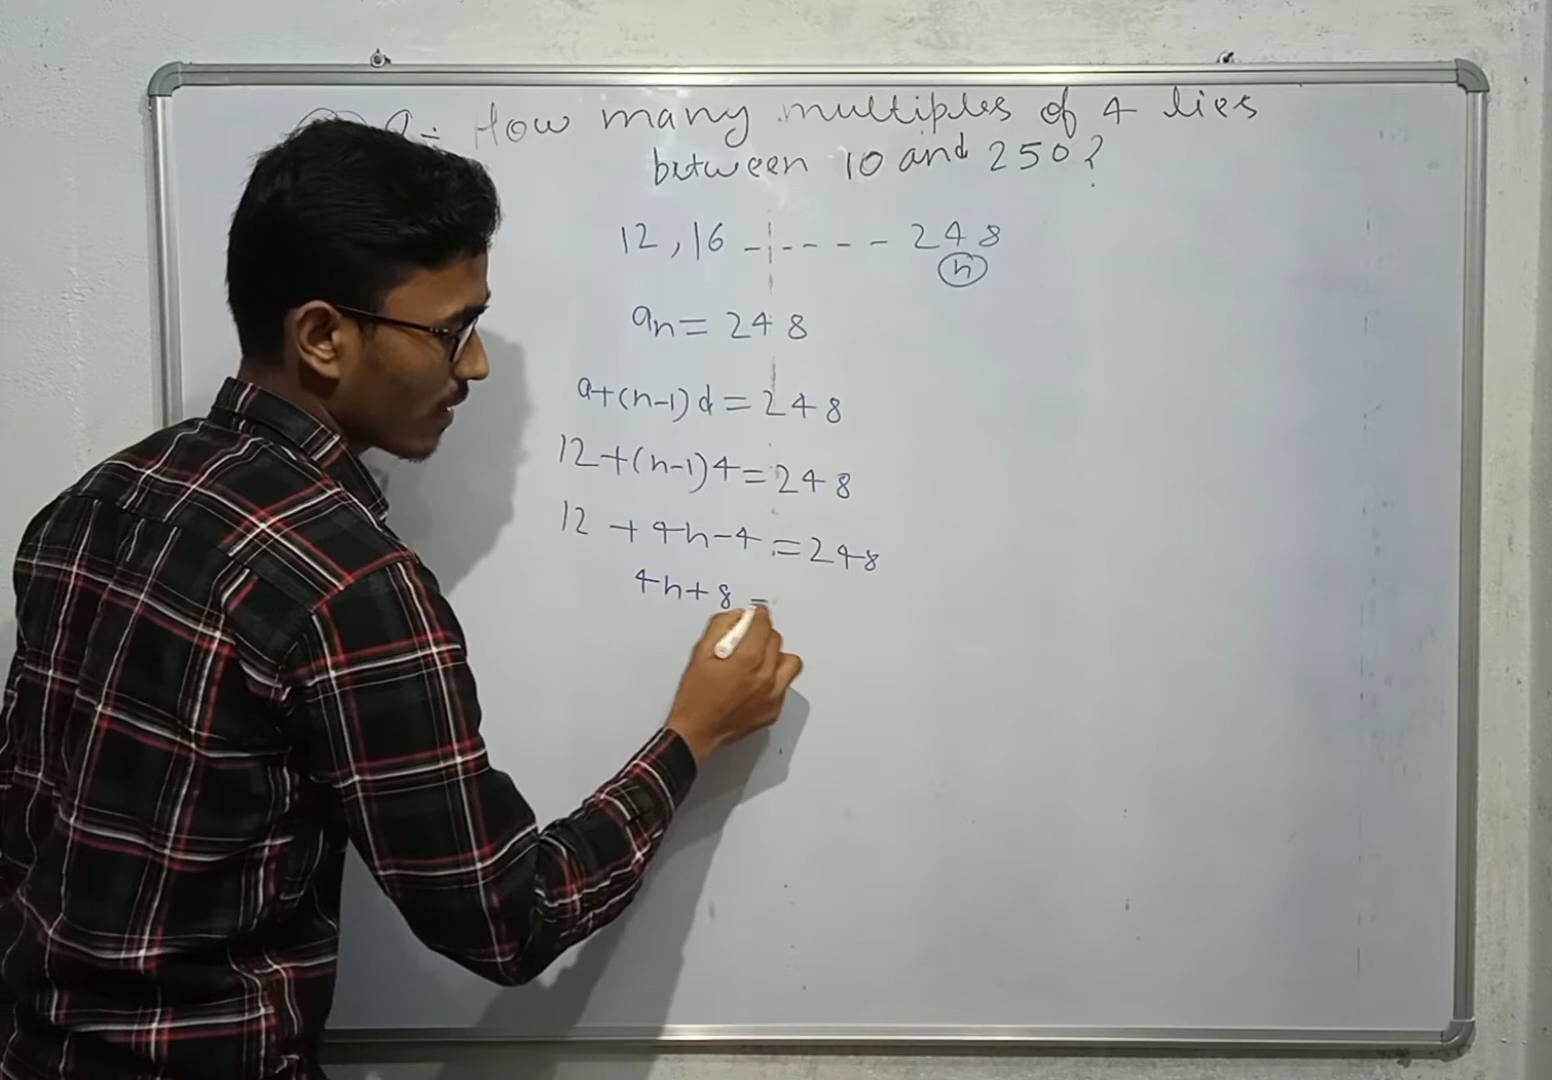 Q:- How many multiples of 4 lies
between 10 and 250?
12, 16 ------ 248
n
an = 248
a+(n-1)d = 248
12+(n-1)4 = 248
12 + 4n-4 = 248
4n+8 =